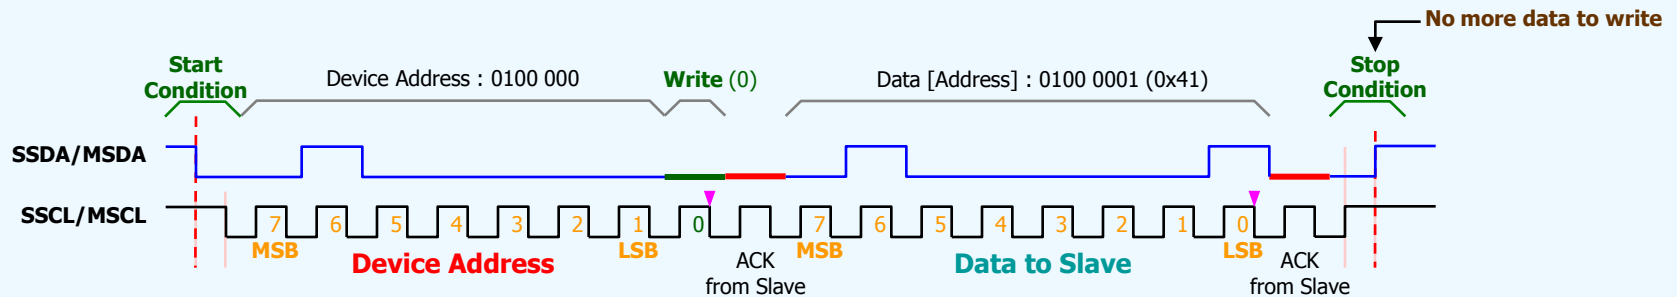 No more data to write
Start
Condition
Device Address : 0100 000
Write (0)
Data [Address] : 0100 0001 (0x41)
Stop
Condition
SSDA/MSDA
SSCL/MSCL
7 6 5 4 3 2 1 0 7 6 5 4 3 2 1 0
MSB LSB MSB LSB
Device Address
ACK
from Slave
Data to Slave
ACK
from Slave